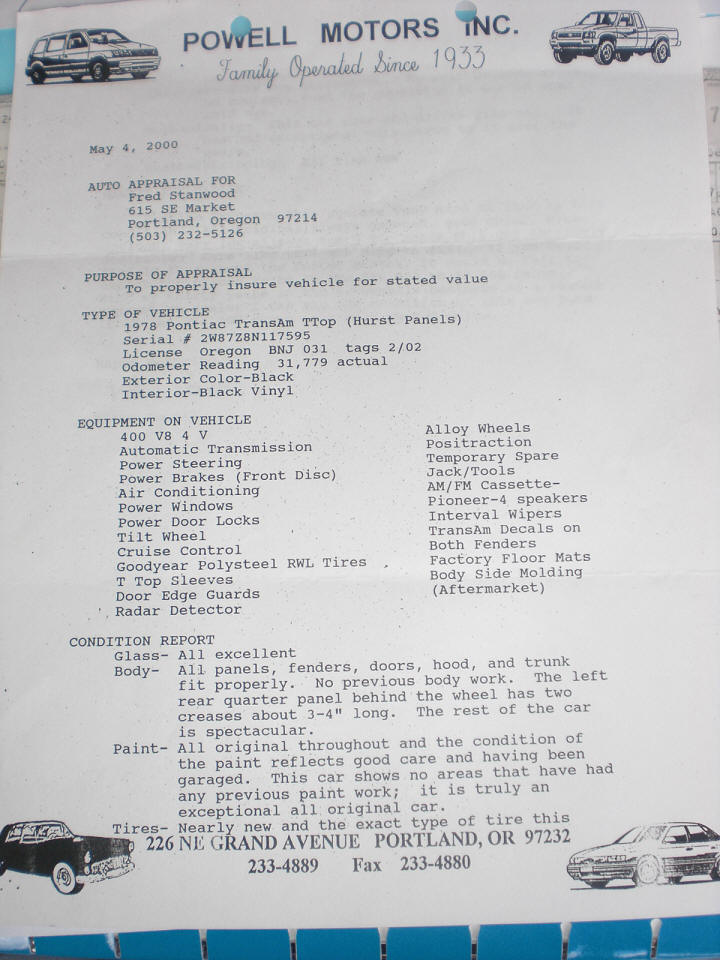 POWELL MOTORS INC.
Family Operated Since 1933
May 4, 2000
AUTO APPRAISAL FOR
Fred Stanwood
615 SE Market
Portland, Oregon 97214
(503) 232-5126
PURPOSE OF APPRAISAL
To properly insure vehicle for stated value
TYPE OF VEHICLE
1978 Pontiac TransAm TTop (Hurst Panels)
Serial # 2W87Z8N117595
License Oregon BNJ 031 tags 2/02
Odometer Reading 31,779 actual
Exterior Color-Black
Interior-Black Vinyl
EQUIPMENT ON VEHICLE
400 V8 4 V
Automatic Transmission
Power Steering
Power Brakes (Front Disc)
Air Conditioning
Power Windows
Power Door Locks
Tilt Wheel
Cruise Control
Goodyear Polysteel RWL Tires
T Top Sleeves
Door Edge Guards
Radar Detector
Alloy Wheels
Positraction
Temporary Spare
Jack/Tools
AM/FM Cassette-
Pioneer-4 speakers
Interval Wipers
TransAm Decals on
Both Fenders
Factory Floor Mats
Body Side Molding
(Aftermarket)
CONDITION REPORT
Glass- All excellent
Body- All panels, fenders, doors, hood, and trunk
fit properly. No previous body work. The left
rear quarter panel behind the wheel has two
creases about 3-4" long. The rest of the car
is spectacular.
Paint- All original throughout and the condition of
the paint reflects good care and having been
garaged. This car shows no areas that have had
any previous paint work; it is truly an
exceptional all original car.
Tires- Nearly new and the exact type of tire this
226 NE GRAND AVENUE PORTLAND, OR 97232
233-4889 Fax 233-4880